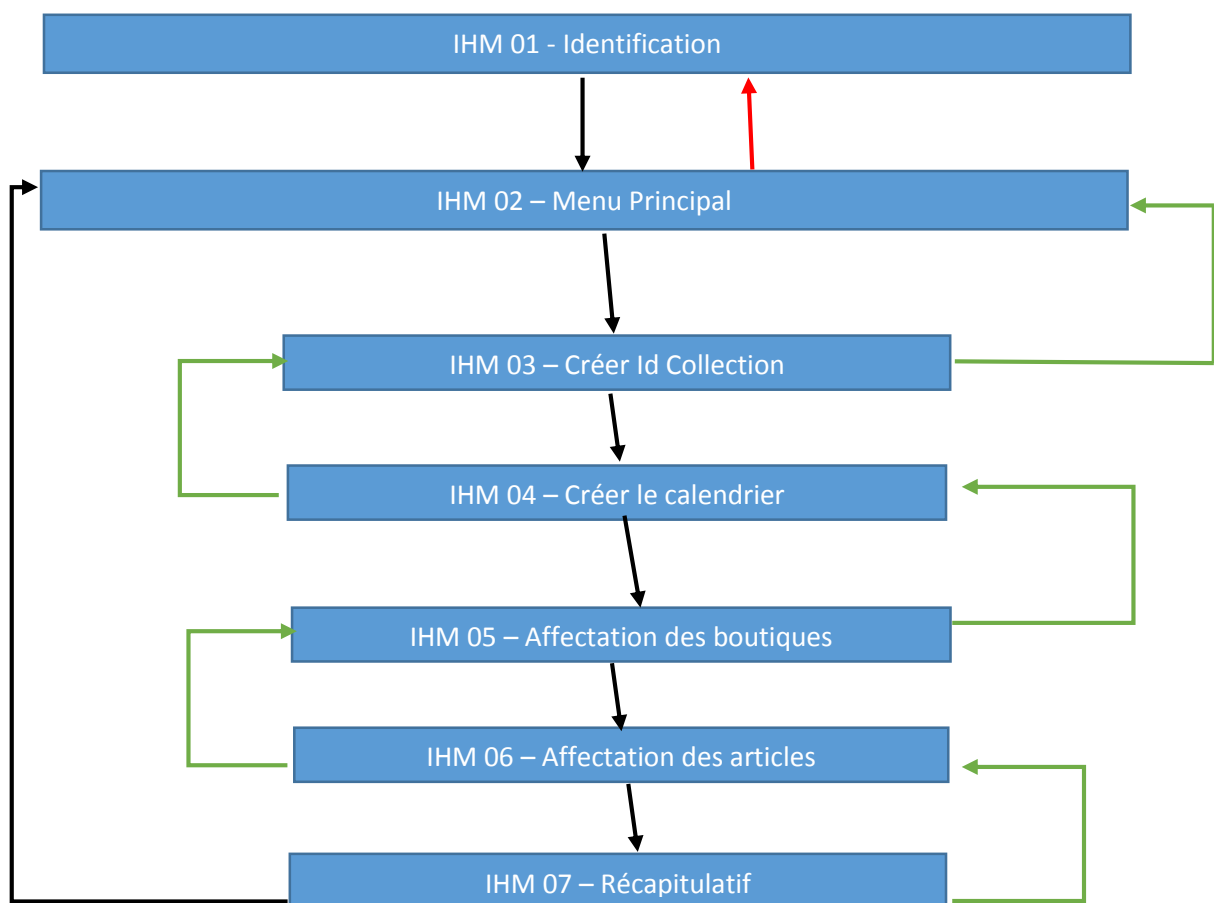 IHM 01 - Identification
IHM 02 – Menu Principal
IHM 03 – Créer Id Collection
IHM 04 – Créer le calendrier
IHM 05 – Affectation des boutiques
IHM 06 – Affectation des articles
IHM 07 – Récapitulatif